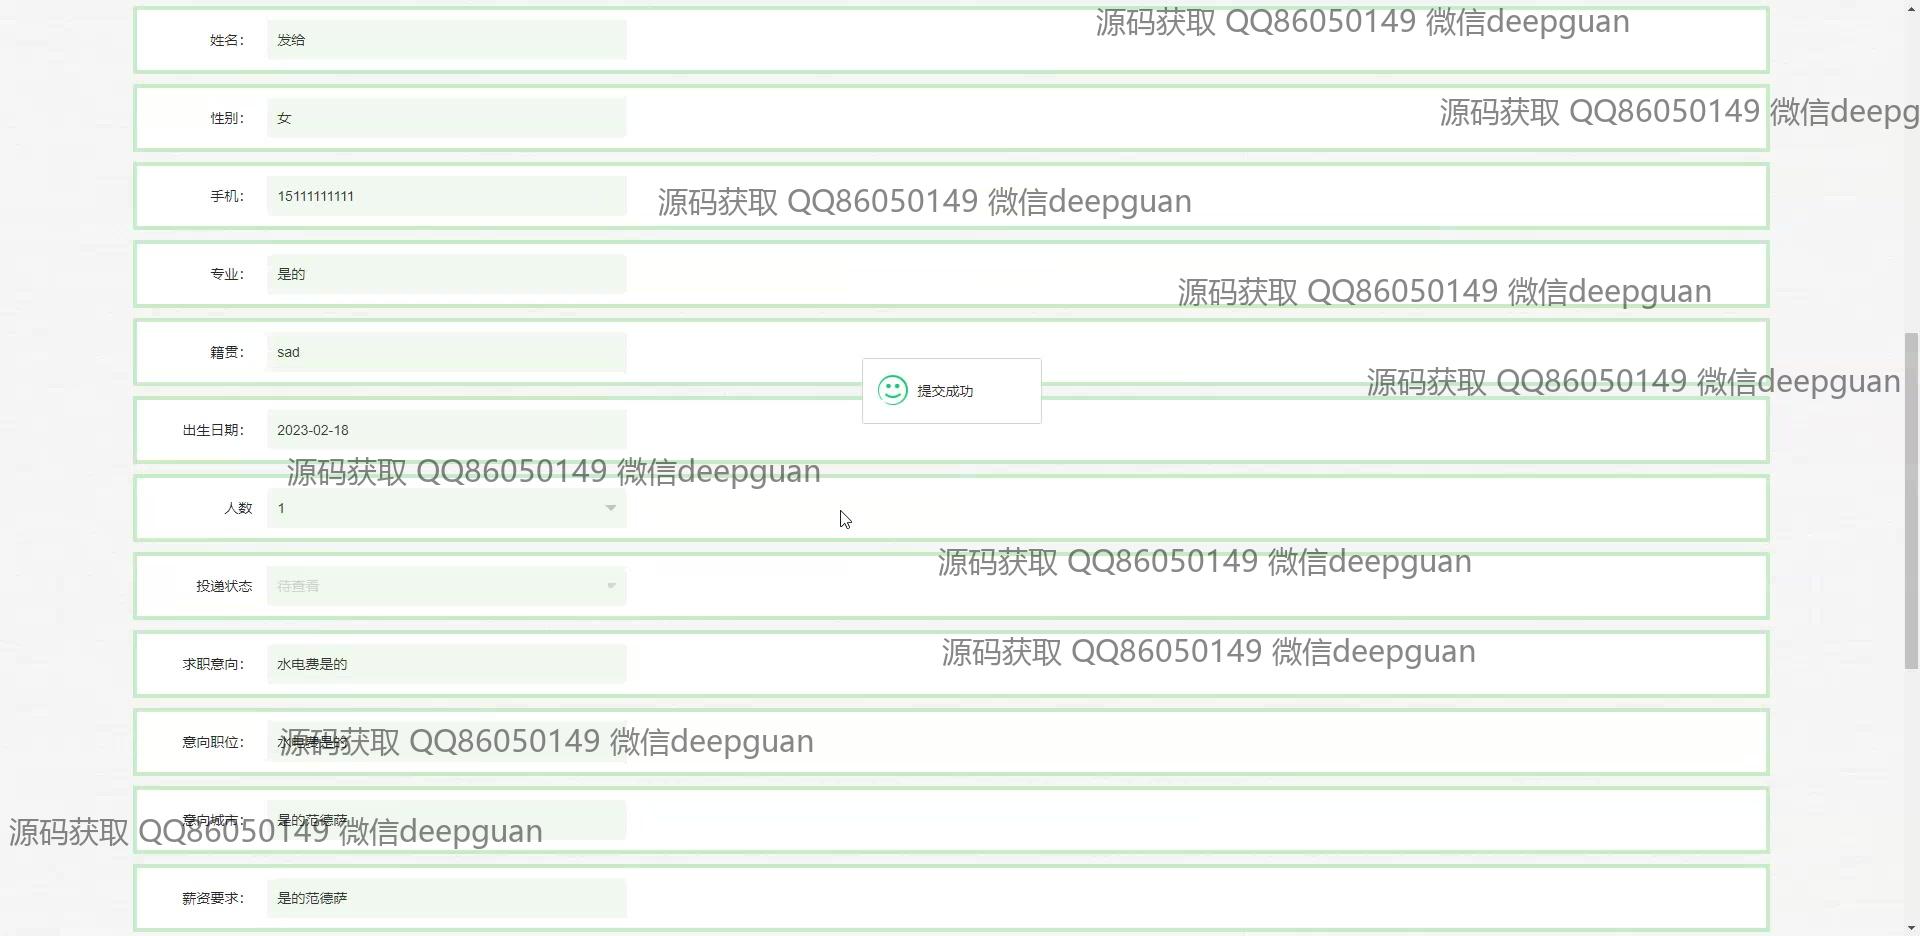 源码获取 QQ86050149 微信deepguan
姓名： 发给
源码获取 QQ86050149 微信deepg
性别： 女
手机： 15111111111
源码获取 QQ86050149 微信deepguan
专业： 是的
源码获取 QQ86050149 微信deepguan
籍贯： sad
源码获取 QQ86050149 微信deepguan
提交成功
出生日期： 2023-02-18
源码获取 QQ86050149 微信deepguan
人数 1
源码获取 QQ86050149 微信deepguan
投递状态 待查看
求职意向： 水电费是的
源码获取 QQ86050149 微信deepguan
意向职位： 水电费是的
源码获取 QQ86050149 微信deepguan
意向城市： 是的范德萨
源码获取 QQ86050149 微信deepguan
薪资要求： 是的范德萨